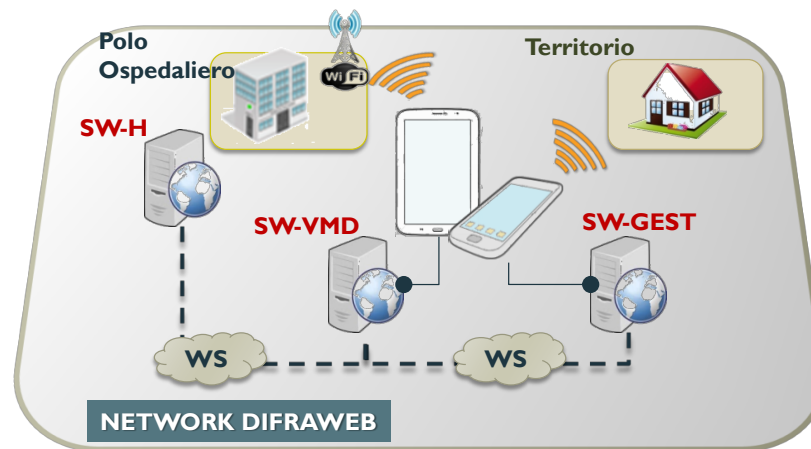 Polo
Ospedaliero
Wi Fi
Territorio
SW-H
SW-VMD
SW-GEST
WS
WS
NETWORK DIFRAWEB